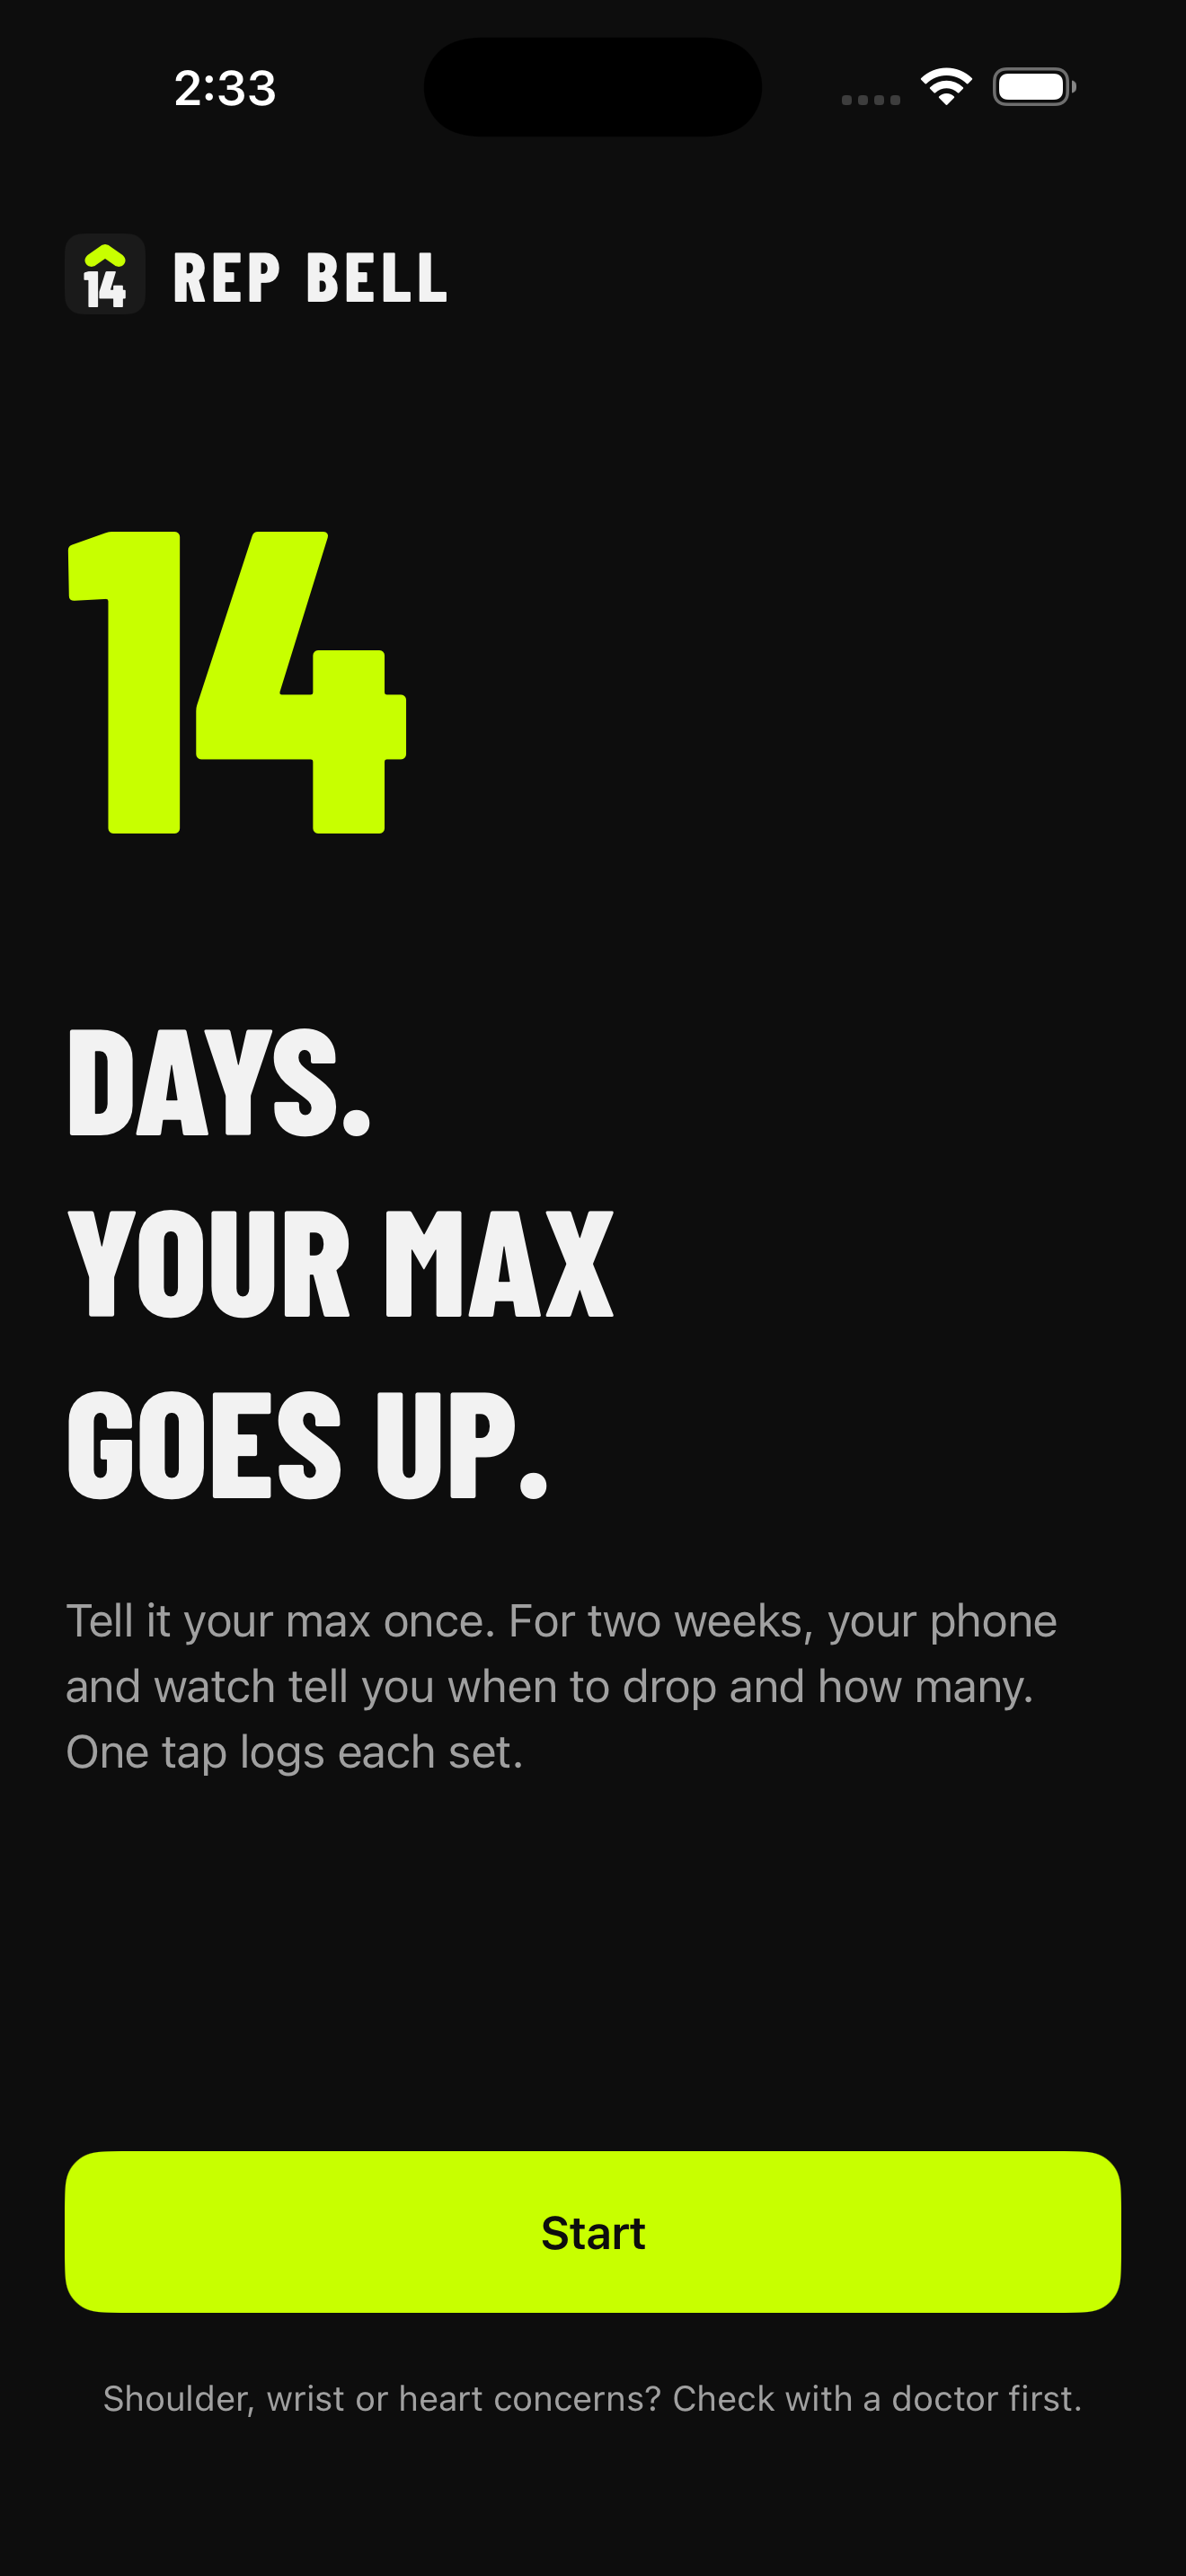 2:33
14
REP BELL
14
DAYS.
YOUR MAX
GOES UP.
Tell it your max once. For two weeks, your phone
and watch tell you when to drop and how many.
One tap logs each set.
Start
Shoulder, wrist or heart concerns? Check with a doctor first.